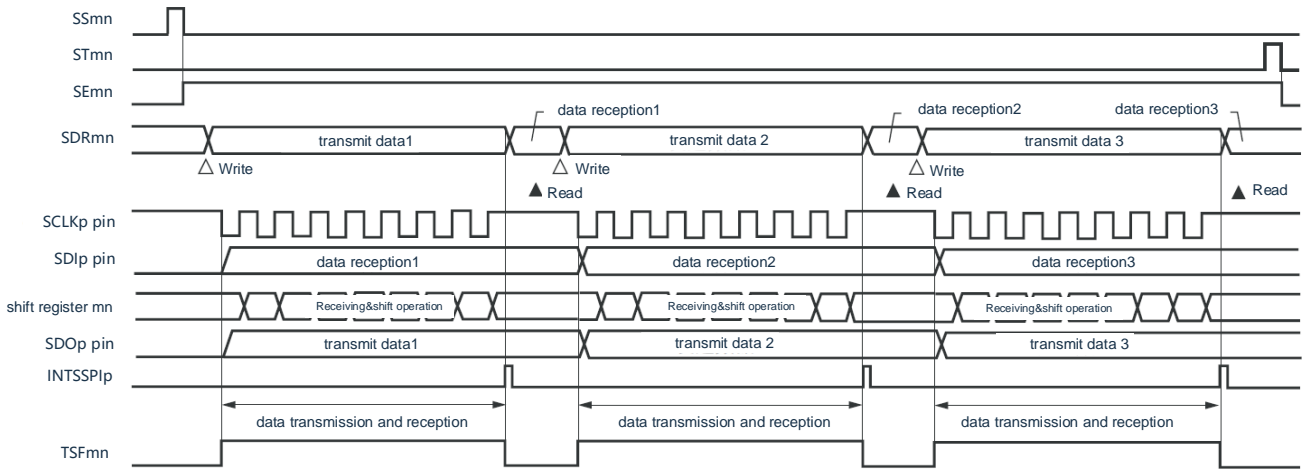 SSmn
STmn
SEmn
data reception1
data reception2
data reception3
SDRmn
transmit data1
transmit data 2
transmit data 3
△ Write
△ Write
△ Write
▲ Read
▲ Read
▲ Read
SCLKp pin
SDIp pin
data reception1
data reception2
data reception3
shift register mn
Receiving&shift operation
Receiving&shift operation
Receiving&shift operation
SDOp pin
transmit data1
transmit data 2
transmit data 3
INTSSPIp
data transmission and reception
data transmission and reception
data transmission and reception
TSFmn